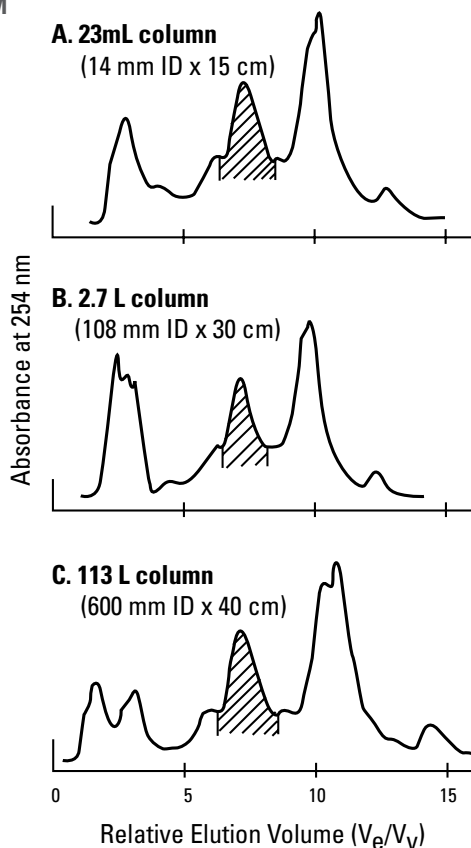 A. 23mL column
(14 mm ID x 15 cm)
B. 2.7 L column
(108 mm ID x 30 cm)
Absorbance at 254 nm
C. 113 L column
(600 mm ID x 40 cm)
0 5 10 15
Relative Elution Volume (Ve/Vv)